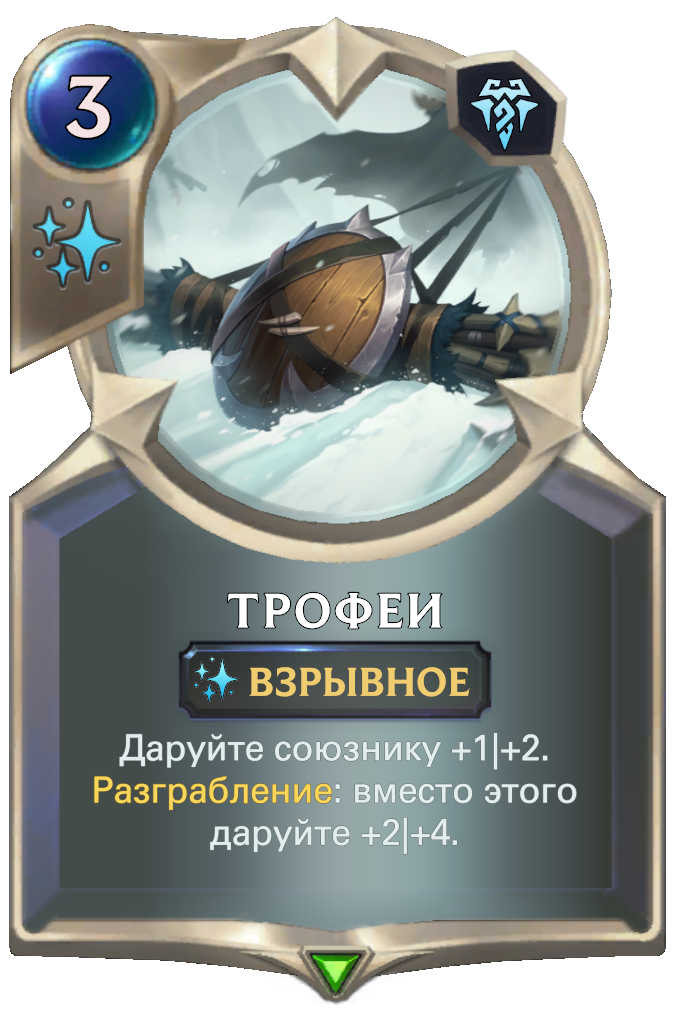 3
ТРОФЕИ
ВЗРЫВНОЕ
Даруйте союзнику +1|+2.
Разграбление: вместо этого
даруйте +2|+4.